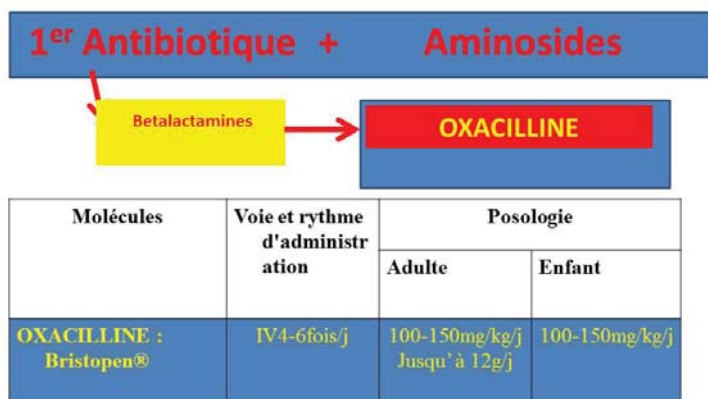 1er Antibiotique + Aminosides
Betalactamines
OXACILLINE
Molécules
Voie et rythme
d'administr
ation
Posologie
Adulte
Enfant
OXACILLINE :
Bristopen®
IV4-6fois/j
100-150mg/kg/j
Jusqu' à 12g/j
100-150mg/kg/j